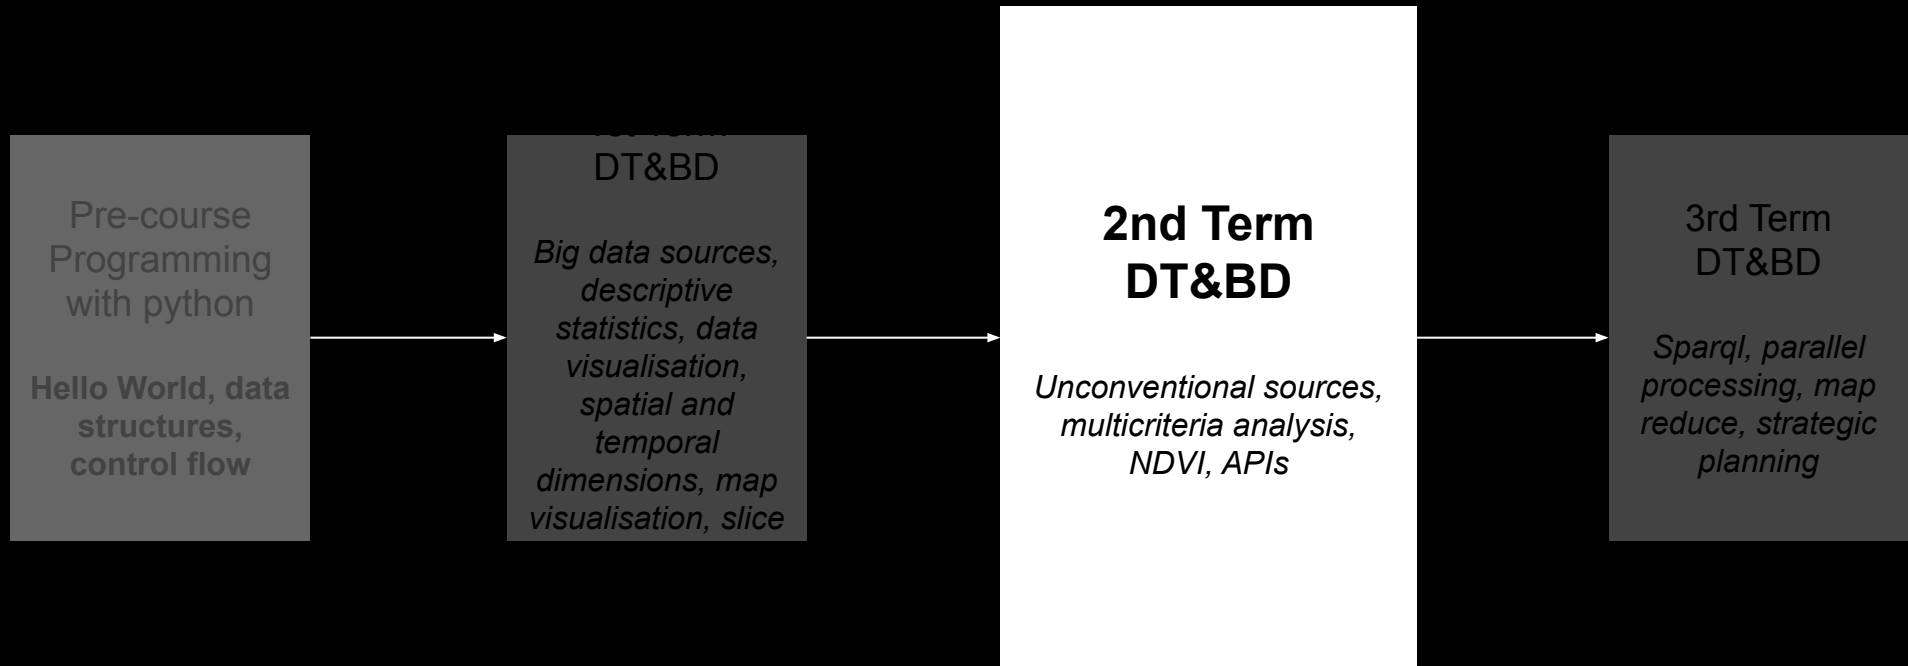 Pre-course
Programming
with python
Hello World, data
structures,
control flow
1st Term
DT&BD
Big data sources,
descriptive
statistics, data
visualisation,
spatial and
temporal
dimensions, map
visualisation, slice
2nd Term
DT&BD
Unconventional sources,
multicriteria analysis,
NDVI, APIs
3rd Term
DT&BD
Sparql, parallel
processing, map
reduce, strategic
planning